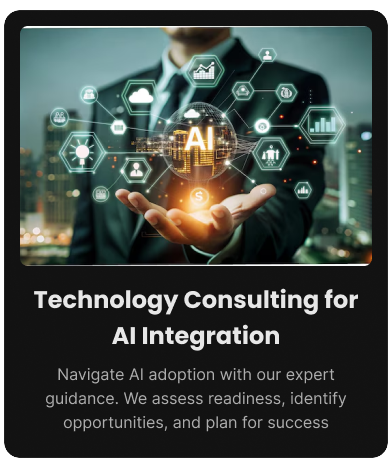 AI
Technology Consulting for
AI Integration
Navigate AI adoption with our expert
guidance. We assess readiness, identify
opportunities, and plan for success